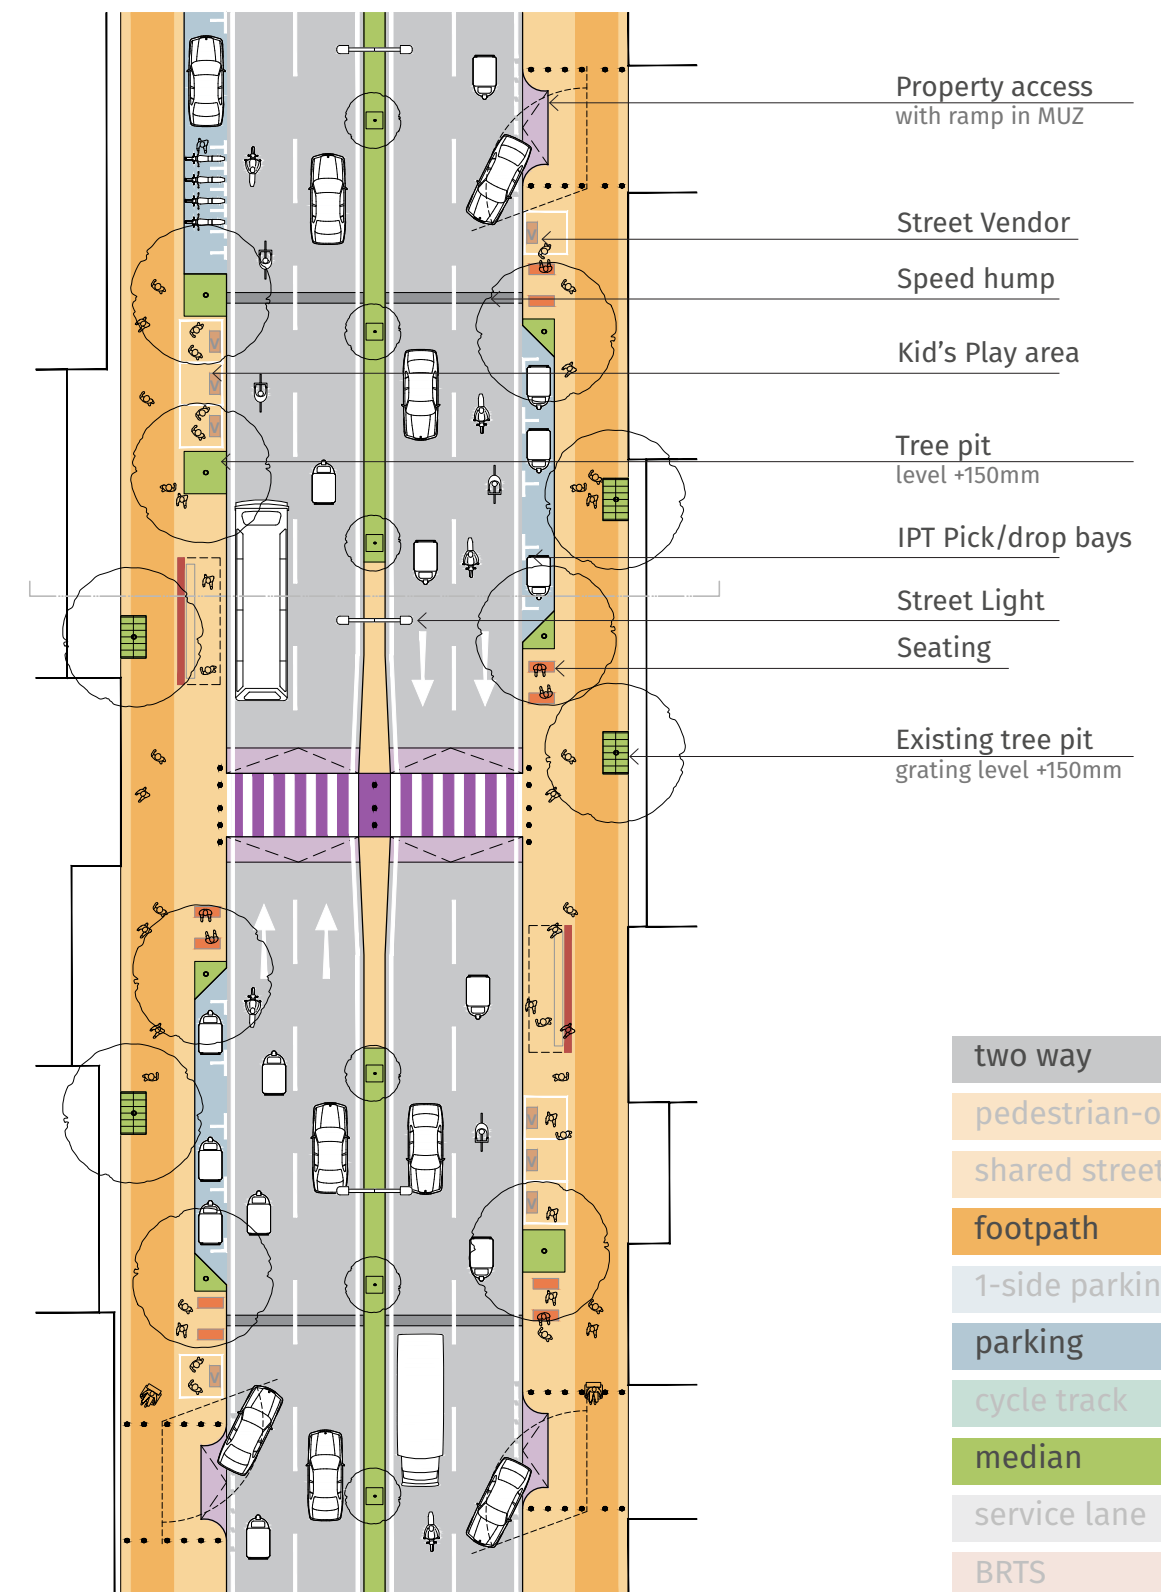 Property access
with ramp in MUZ
Street Vendor
Speed hump
Kid’s Play area
Tree pit
level +150mm
IPT Pick/drop bays
Street Light
Seating
Existing tree pit
grating level +150mm
V
V
V
V
V
V
V
V
two way
pedestrian-o
shared street
footpath
1-side parkin
parking
cycle track
median
service lane
BRTS